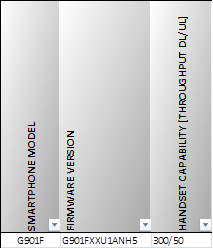 SMARTPHONE MODEL
FIRMWARE VERSION
HANDSET CAPABILITY [THROUGHPUT DL/UL]
G901F
G901FXXU1ANH5
300/50